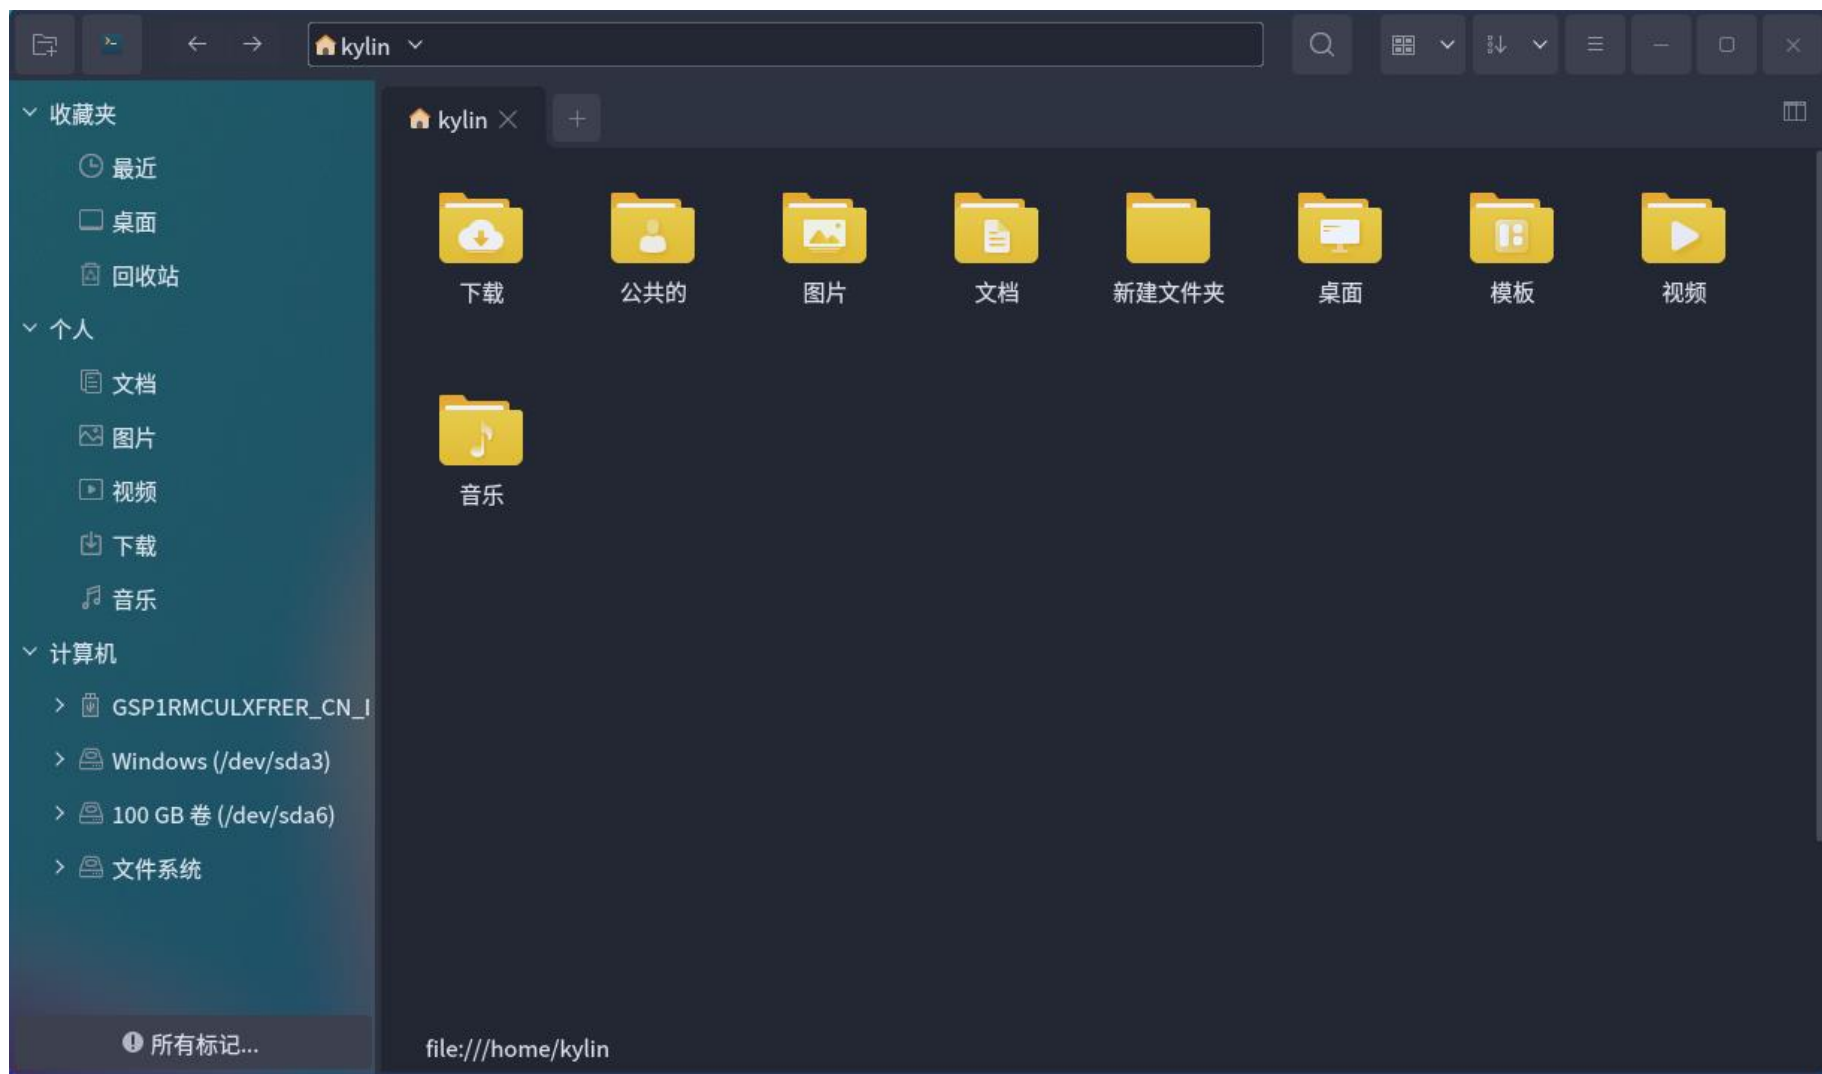 kylin
收藏夹
最近
桌面
回收站
个人
文档
图片
视频
下载
音乐
计算机
GSP1RMCULXFRER_CN_
Windows (/dev/sda3)
100 GB 卷 (/dev/sda6)
文件系统
所有标记...
kylin
下载
公共的
图片
文档
新建文件夹
桌面
模板
视频
音乐
file:///home/kylin